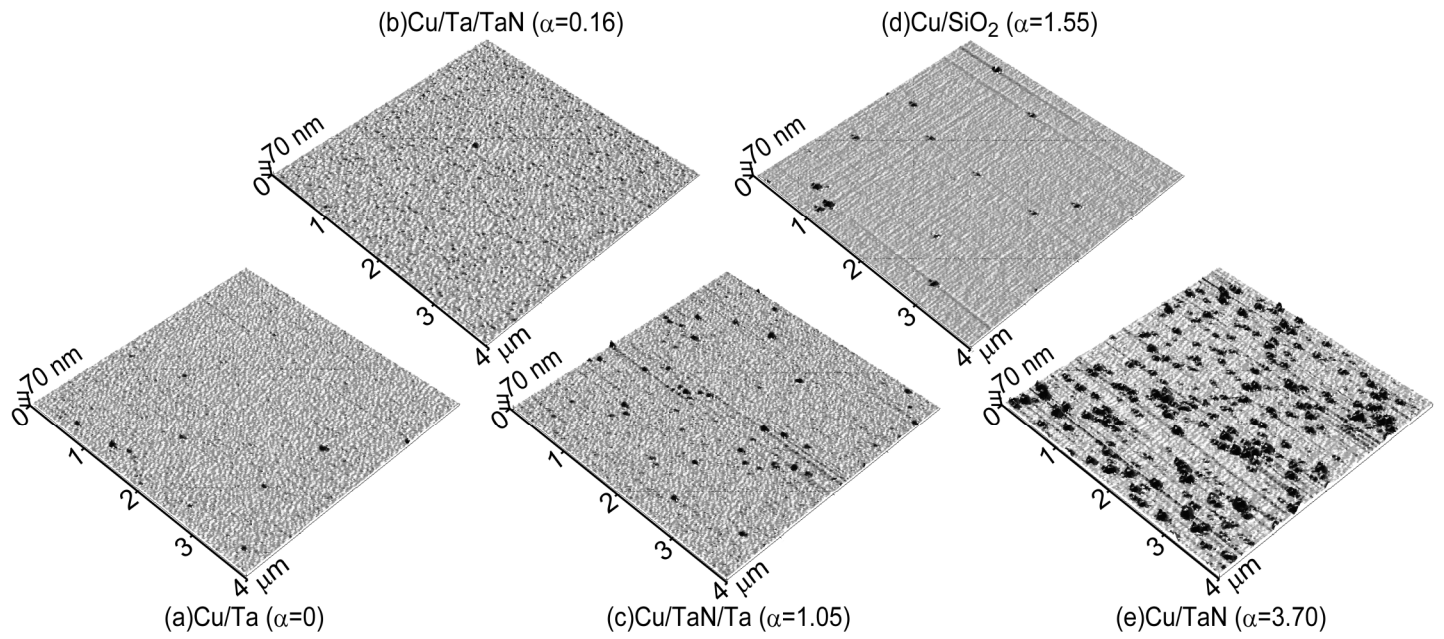 (b)Cu/Ta/TaN (α=0.16)
70 nm
0
1
2
3
4 μm
(d)Cu/SiO₂ (α=1.55)
70 nm
0
1
2
3
4 μm
70 nm
0
1
2
3
4 μm
(a)Cu/Ta (α=0)
70 nm
0
1
2
3
4 μm
(c)Cu/TaN/Ta (α=1.05)
70 nm
0
1
2
3
4 μm
(e)Cu/TaN (α=3.70)